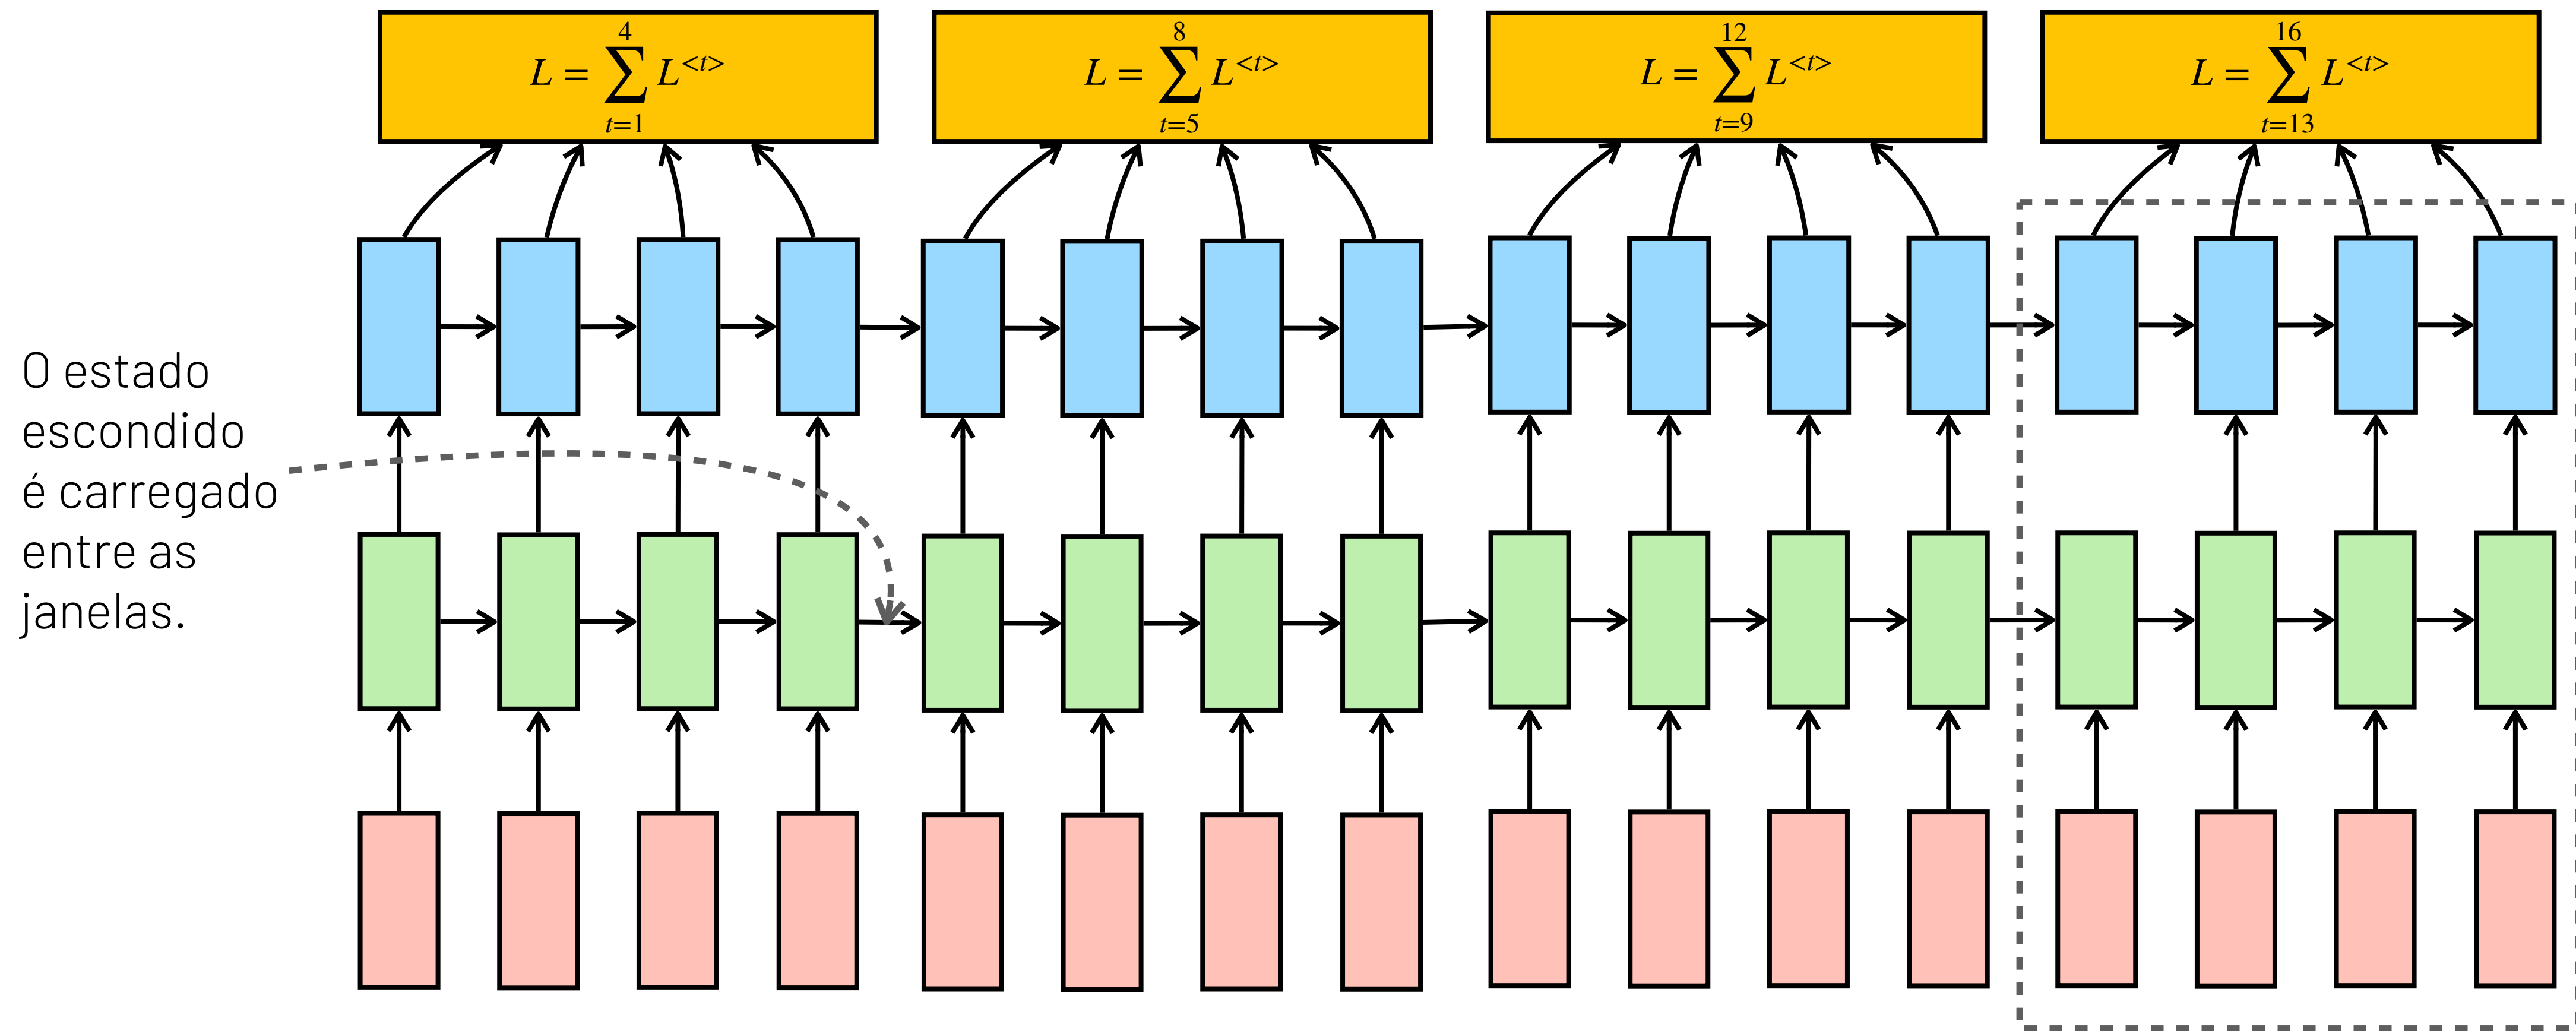 4
L = ∑ L^{<t>}
t=1
8
L = ∑ L^{<t>}
t=5
12
L = ∑ L^{<t>}
t=9
16
L = ∑ L^{<t>}
t=13
O estado
escondido
é carregado
entre as
janelas.